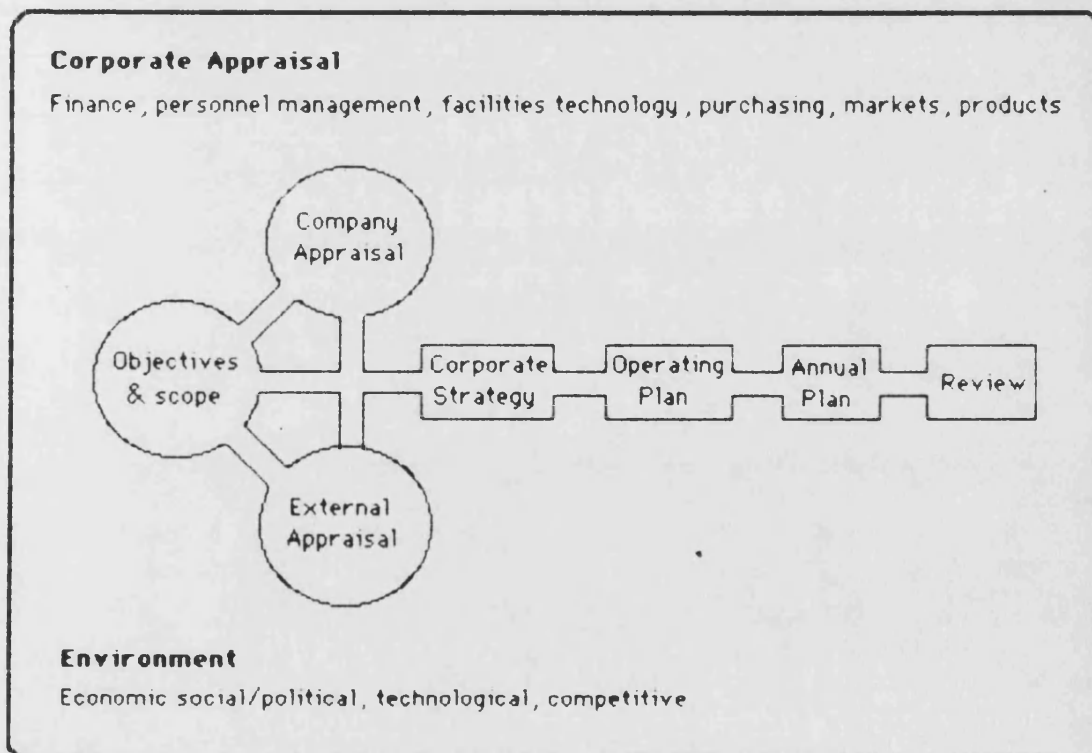 Corporate Appraisal
Finance, personnel management, facilities technology, purchasing, markets, products
Company
Appraisal
Objectives
& scope
Corporate
Strategy
Operating
Plan
Annual
Plan
Review
External
Appraisal
Environment
Economic social/political, technological, competitive